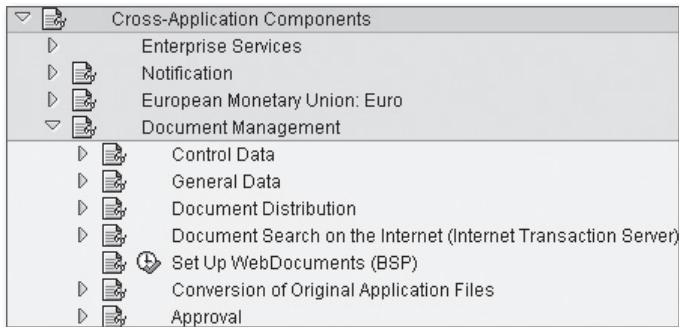 Cross-Application Components
Enterprise Services
Notification
European Monetary Union: Euro
Document Management
Control Data
General Data
Document Distribution
Document Search on the Internet (Internet Transaction Server)
Set Up WebDocuments (BSP)
Conversion of Original Application Files
Approval